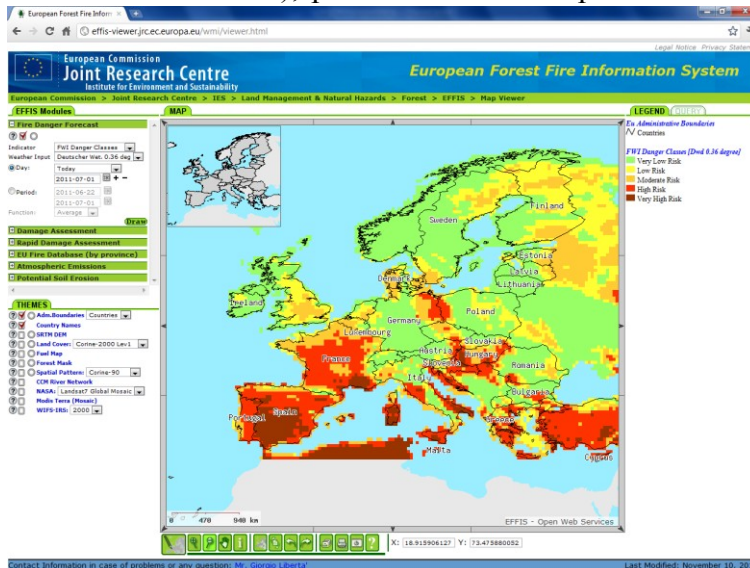 European Forest Fire Inform
effis-viewer.jrc.ec.europa.eu/wmi/viewer.html
Legal Notice Privacy Staten
European Commission
Joint Research Centre
Institute for Environment and Sustainability
European Forest Fire Information System
European Commission > Joint Research Centre > IES > Land Management & Natural Hazards > Forest > EFFIS > Map Viewer
EFFIS Modules
MAP
LEGEND QUERY
Fire Danger Forecast
Indicator FWI Danger Classes
Weather Input Deutscher Wet. 0.36 deg
Day: Today
2011-07-01
Period: 2011-06-22
2011-07-01
Function: Average
Draw
Damage Assessment
Rapid Damage Assessment
EU Fire Database (by province)
Atmospheric Emissions
Potential Soil Erosion
THEMES
Adm.Boundaries Countries
Country Names
SRTM DEM
Land Cover: Corine-2000 Lev1
Fuel Map
Forest Mask
Spatial Pattern: Corine-90
CCM River Network
NASA: Landsat7 Global Mosaic
Modis Terra (Mosaic)
WIFS-IRS: 2000
Finland
Sweden
Estonia
Latvia
Denmark
Lithuania
Ireland
Poland
Germany
Luxembourg
Slovakia
Austria
Hungary
France
Slovenia
Romania
Italy
Bulgaria
Portugal
Spain
Greece
Malta
Cyprus
0 470 940 km
EFFIS - Open Web Services
Eu Administrative Boundaries
Countries
FWI Danger Classes [Dwd 0.36 degree]
Very Low Risk
Low Risk
Moderate Risk
High Risk
Very High Risk
X: 18.915906127 Y: 73.475880052
Contact Information in case of problems or any question: Mr. Giorgio Liberta'
Last Modified: November 10, 20